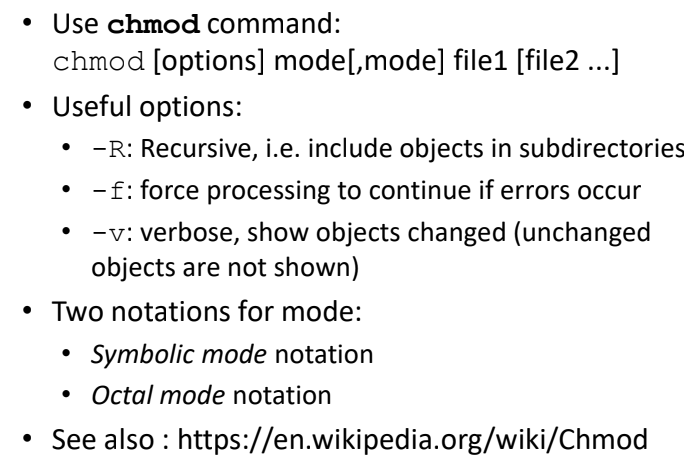 • Use chmod command:
chmod [options] mode[,mode] file1 [file2 ...]
• Useful options:
• -R: Recursive, i.e. include objects in subdirectories
• -f: force processing to continue if errors occur
• -v: verbose, show objects changed (unchanged
objects are not shown)
• Two notations for mode:
• Symbolic mode notation
• Octal mode notation
• See also : https://en.wikipedia.org/wiki/Chmod